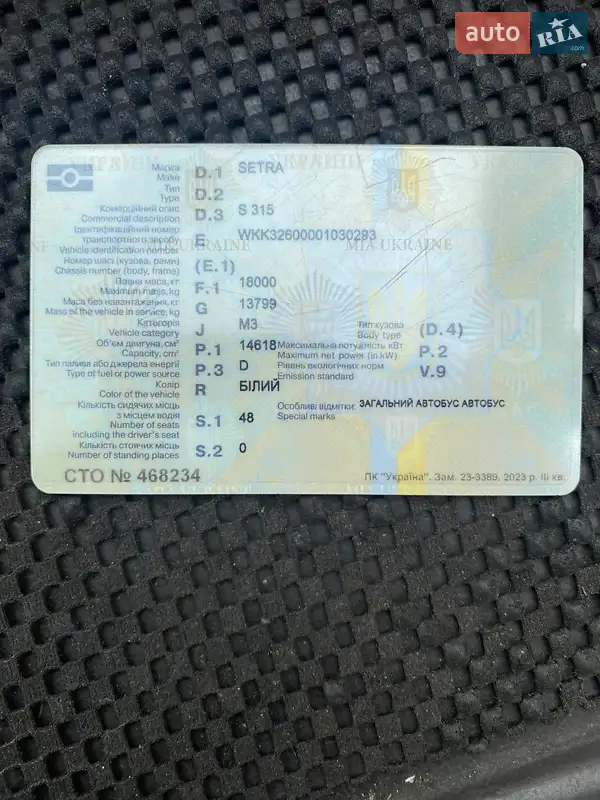 auto RIA.com
УКРАЇНИ УКРАЇНИ
Марка
Make D.1 SETRA
Тип
Type D.2
Комерційний опис
Commercial description D.3 S 315
Ідентифікаційний номер
транспортного засобу E WKK32600001030293
Vehicle identification number
MIA UKRAINE
Номер шасі (кузова, рами)
Chassis number (body, frame) (E.1)
Повна маса, кг
Maximum mass, kg F.1 18000
Маса без навантаження, кг
Mass of the vehicle in service, kg G 13799
Категорія
Vehicle category J M3
Тип кузова
Body type (D.4)
Об'єм двигуна, см³
Capacity, cm³ P.1 14618
Максимальна потужність кВт
Maximum net power (in kW) P.2
Тип палива або джерела енергії
Type of fuel or power source P.3 D
Рівень екологічних норм
Emission standard V.9
Колір
Color of the vehicle R БІЛИЙ
Кількість сидячих місць
з місцем водія
Number of seats
including the driver's seat S.1 48
Особливі відмітки
Special marks ЗАГАЛЬНИЙ АВТОБУС АВТОБУС
Кількість стоячих місць
Number of standing places S.2 0
СТО № 468234
ПК "Україна". Зам. 23-3389. 2023 р. III кв.